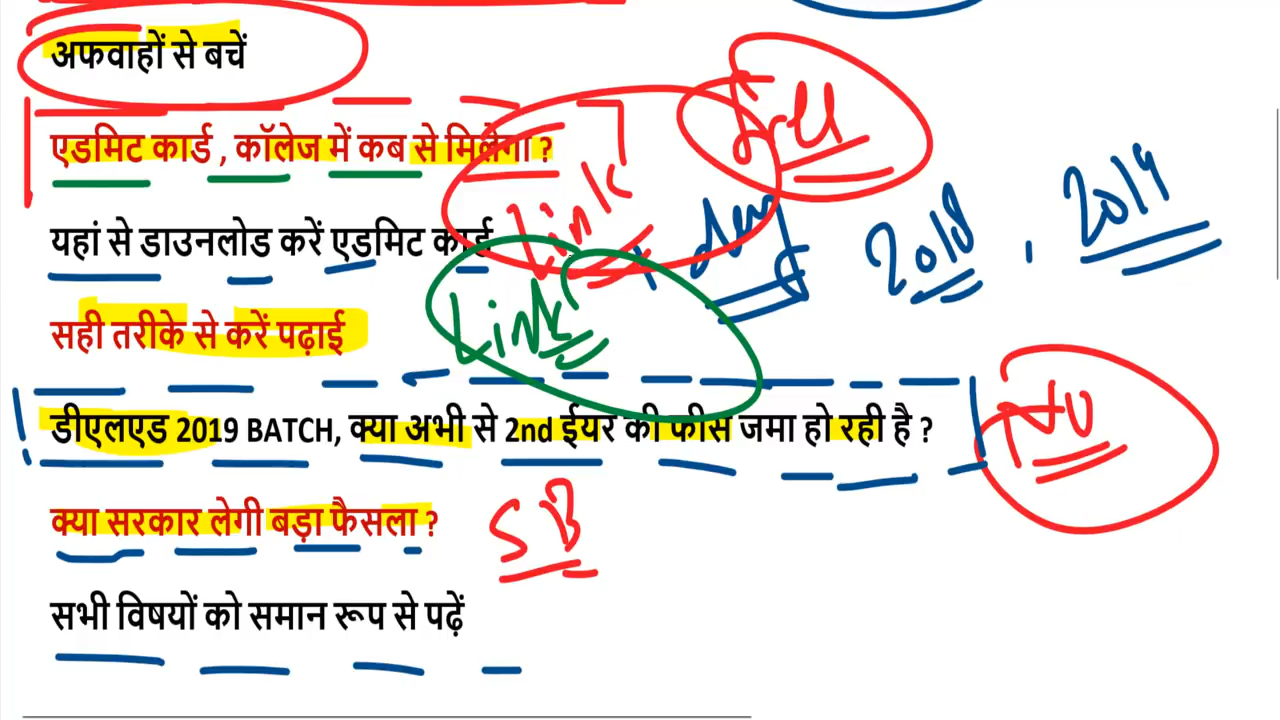 अफवाहों से बचें
एडमिट कार्ड , कॉलेज में कब से मिलेगा ?
Link
यहां से डाउनलोड करें एडमिट कार्ड
2018 , 2019
Link
सही तरीके से करें पढ़ाई
डीएलएड 2019 BATCH, क्या अभी से 2nd ईयर की फीस जमा हो रही है ?
NO
क्या सरकार लेगी बड़ा फैसला ?
SB
सभी विषयों को समान रूप से पढ़ें